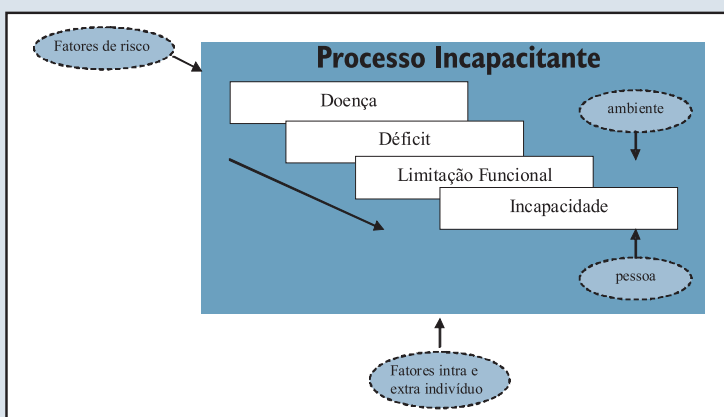 Fatores de risco
Processo Incapacitante
Doença
ambiente
Déficit
Limitação Funcional
Incapacidade
pessoa
Fatores intra e
extra indivíduo